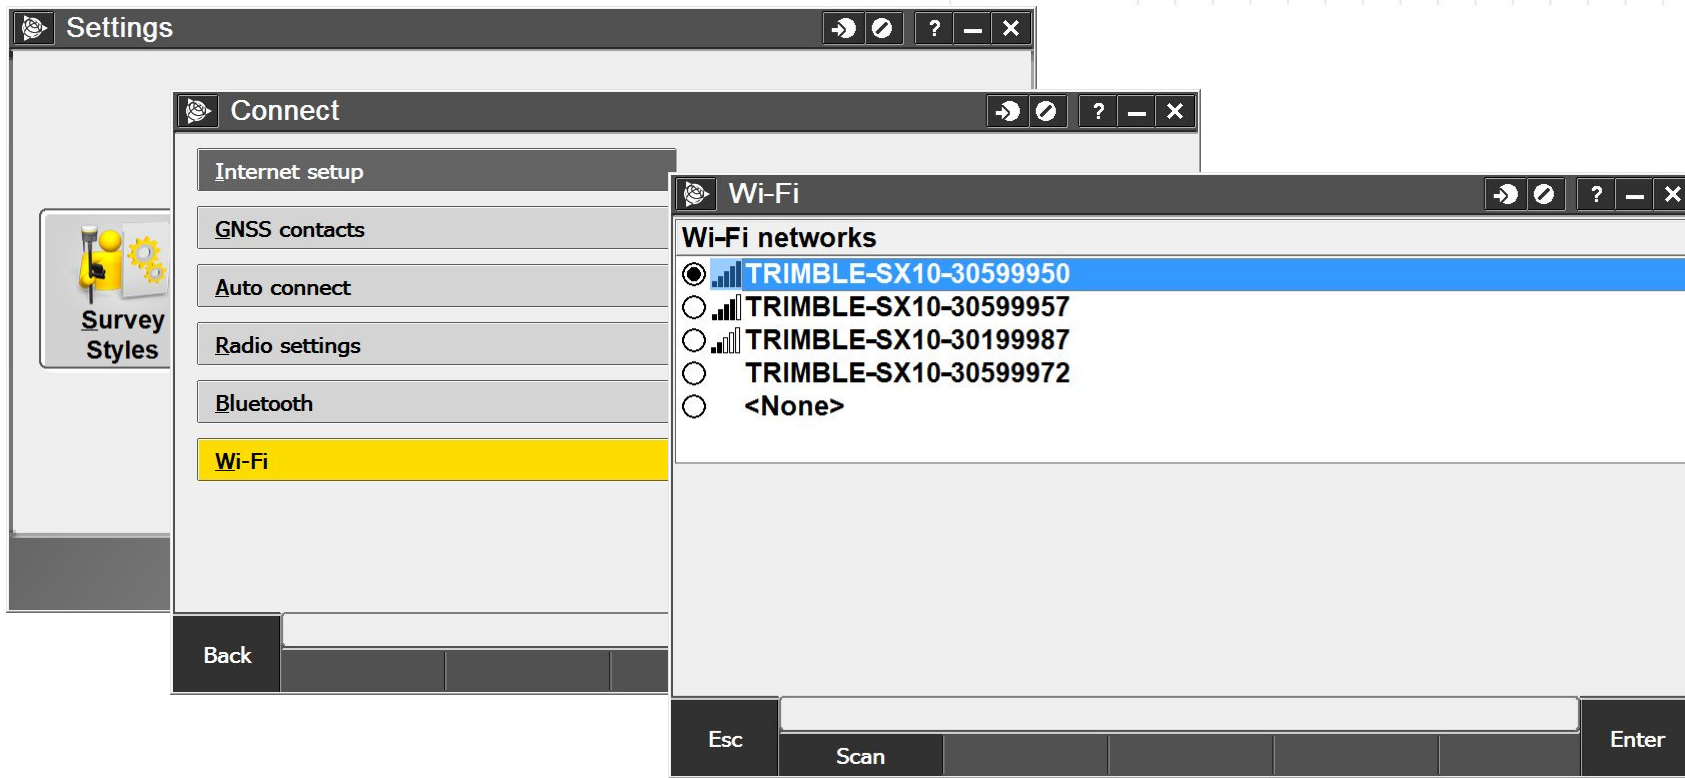 Settings
?
Survey
Styles
Connect
?
Internet setup
GNSS contacts
Auto connect
Radio settings
Bluetooth
Wi-Fi
Back
Wi-Fi
?
Wi-Fi networks
TRIMBLE-SX10-30599950
TRIMBLE-SX10-30599957
TRIMBLE-SX10-30199987
TRIMBLE-SX10-30599972
<None>
Esc
Scan
Enter